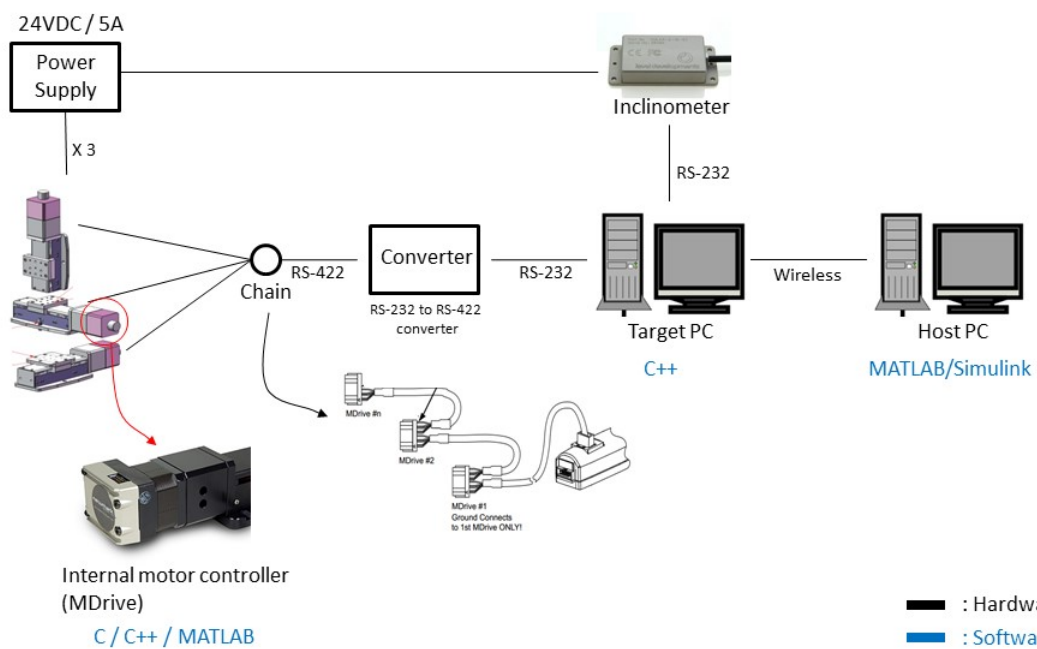 24VDC / 5A
Power
Supply
X 3
Inclinometer
RS-232
RS-422
Converter
RS-232
Wireless
Chain
RS-232 to RS-422
converter
Target PC
Host PC
C++
MATLAB/Simulink
MDrive #n
MDrive #2
MDrive #1
Ground Connects
to 1st MDrive ONLY!
Internal motor controller
(MDrive)
C / C++ / MATLAB
: Hardwa
: Softwa